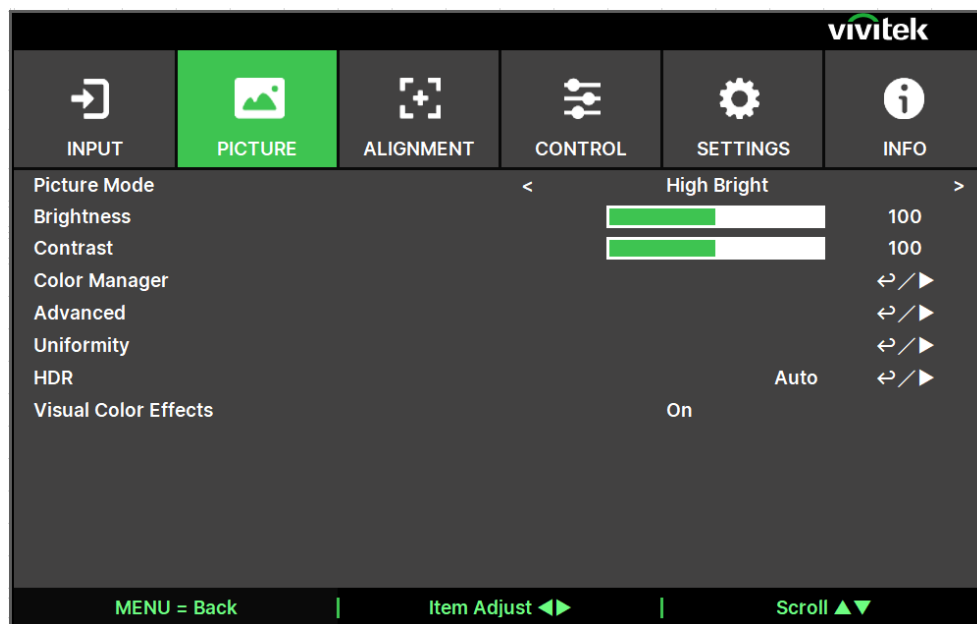 vivitek
INPUT PICTURE ALIGNMENT CONTROL SETTINGS INFO
Picture Mode < High Bright >
Brightness 100
Contrast 100
Color Manager ↩/▶
Advanced ↩/▶
Uniformity ↩/▶
HDR Auto ↩/▶
Visual Color Effects On
MENU = Back | Item Adjust ◀▶ | Scroll ▲▼